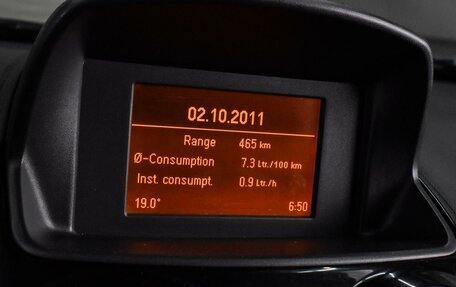 02.10.2011
Range 465 km
Ø-Consumption 7.3 Ltr./100 km
Inst. consumpt. 0.9 Ltr./h
19.0° 6:50